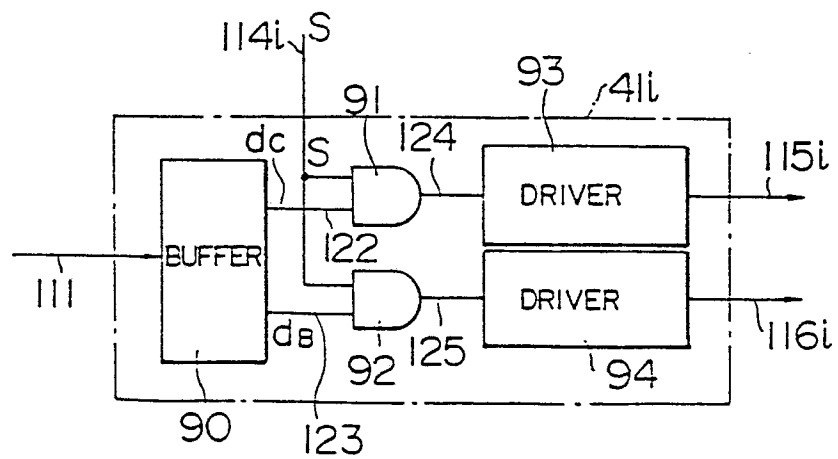 114i S
41i
93
91
dc S 124
115i
DRIVER
BUFFER
122
111
DRIVER
dB
92 125 116i
94
90
123